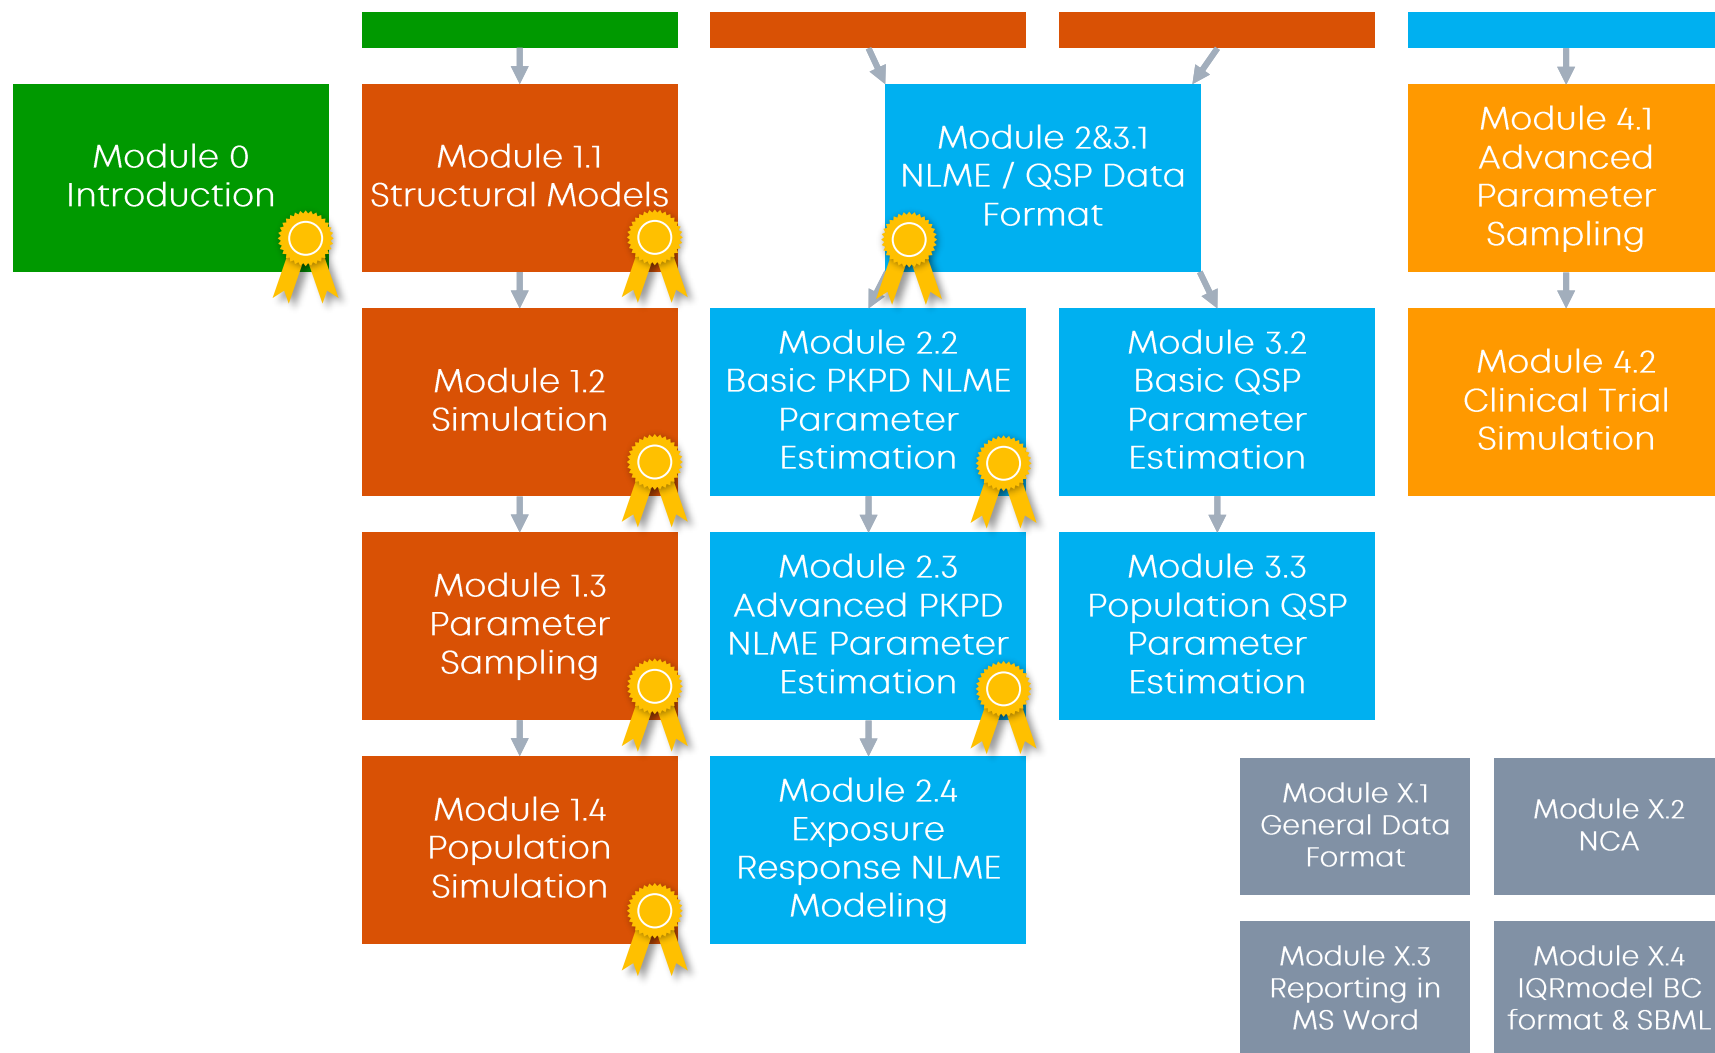 Module 0
Introduction
Module 1.1
Structural Models
Module 2&3.1
NLME / QSP Data
Format
Module 4.1
Advanced
Parameter
Sampling
Module 1.2
Simulation
Module 2.2
Basic PKPD NLME
Parameter
Estimation
Module 3.2
Basic QSP
Parameter
Estimation
Module 4.2
Clinical Trial
Simulation
Module 1.3
Parameter
Sampling
Module 2.3
Advanced PKPD
NLME Parameter
Estimation
Module 3.3
Population QSP
Parameter
Estimation
Module 1.4
Population
Simulation
Module 2.4
Exposure
Response NLME
Modeling
Module X.1
General Data
Format
Module X.2
NCA
Module X.3
Reporting in
MS Word
Module X.4
IQRmodel BC
format & SBML